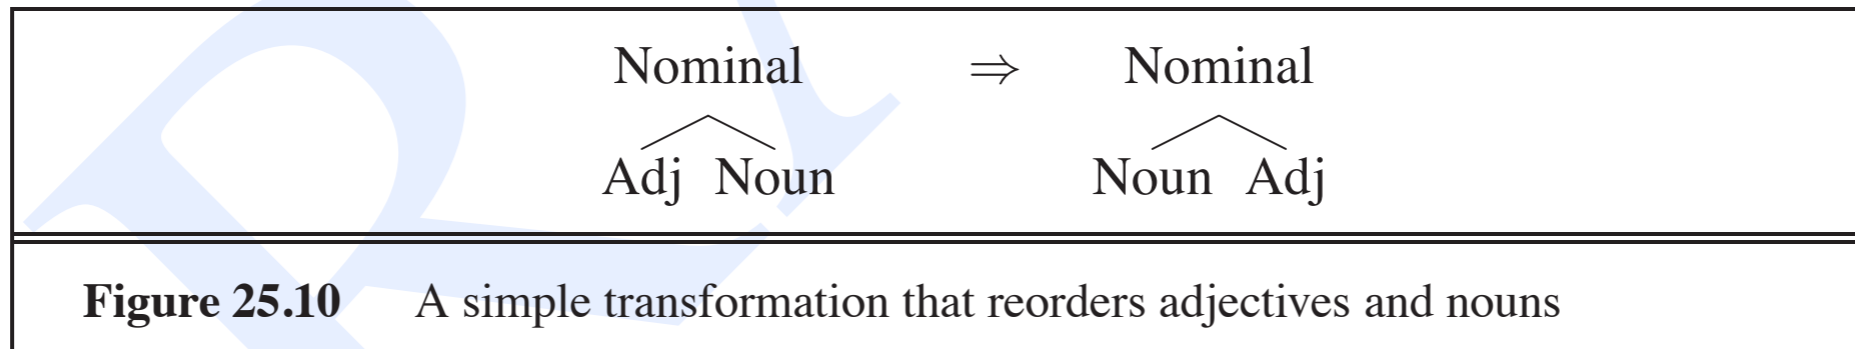 Nominal ⇒ Nominal
Adj Noun Noun Adj
Figure 25.10 A simple transformation that reorders adjectives and nouns